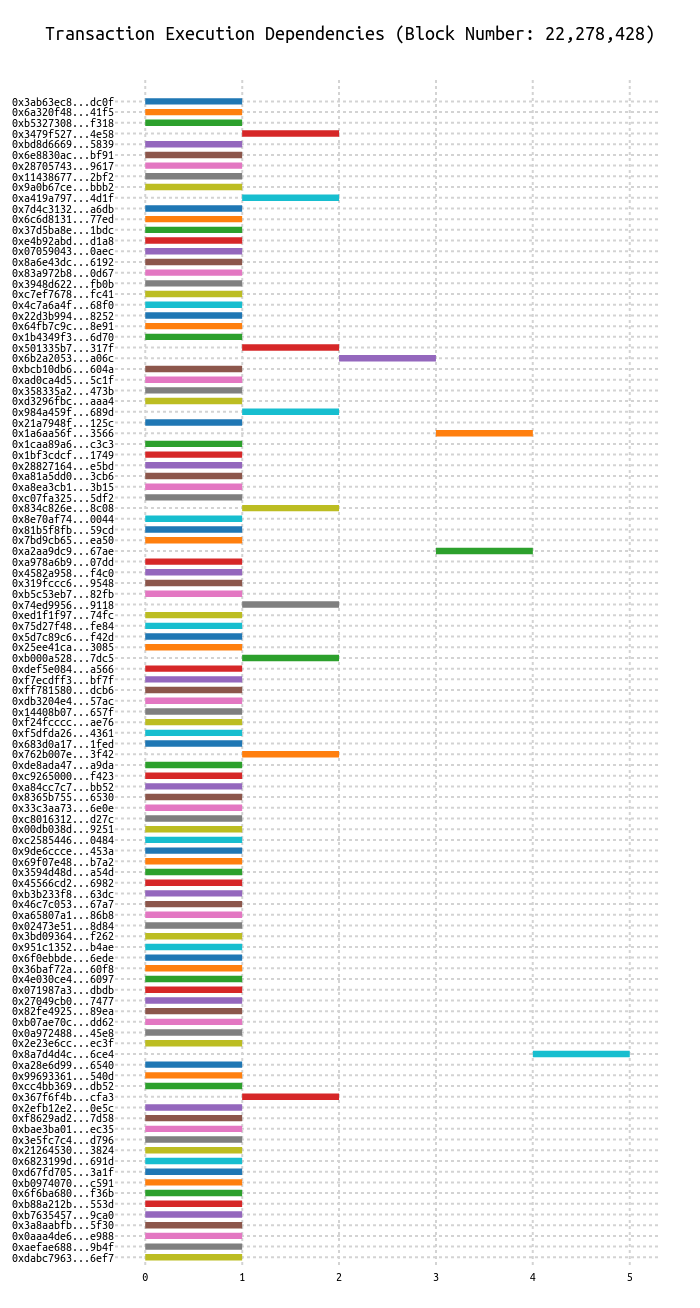 Transaction Execution Dependencies (Block Number: 22,278,428)
0x3ab63ec8...dc0f
0x6a320f48...41f5
0xb5327308...f318
0x3479f527...4e58
0xbd8d6669...5839
0x6e8830ac...bf91
0x28705743...9617
0x11438677...2bf2
0x9a0b67ce...bbb2
0xa419a797...4d1f
0x7d4c3132...a6db
0x6c6d8131...77ed
0x37d5ba8e...1bdc
0xe4b92abd...d1a8
0x07059043...0aec
0x8a6e43dc...6192
0x83a972b8...0d67
0x3948d622...fb0b
0xc7ef7678...fc41
0x4c7a6a4f...68f0
0x22d3b994...8252
0x64fb7c9c...8e91
0x1b4349f3...6d70
0x501335b7...317f
0x6b2a2053...a06c
0xbcb10db6...604a
0xad0ca4d5...5c1f
0x358335a2...473b
0xd3296fbc...aaa4
0x984a459f...689d
0x21a7948f...125c
0x1a6aa56f...3566
0x1caa89a6...c3c3
0x1bf3cdcf...1749
0x28827164...e5bd
0xa81a5dd0...3cb6
0xa8ea3cb1...3b15
0xc07fa325...5df2
0x834c826e...8c08
0x8e70af74...0044
0x81b5f8fb...59cd
0x7bd9cb65...ea50
0xa2aa9dc9...67ae
0xa978a6b9...07dd
0x4582a958...f4c0
0x319fccc6...9548
0xb5c53eb7...82fb
0x74ed9956...9118
0xed1f1f97...74fc
0x75d27f48...fe84
0x5d7c89c6...f42d
0x25ee41ca...3085
0xb000a528...7dc5
0xdef5e084...a566
0xf7ecdff3...bf7f
0xff781580...dcb6
0xdb3204e4...57ac
0x14408b07...657f
0xf24fcccc...ae76
0xf5dfda26...4361
0x683d0a17...1fed
0x762b007e...3f42
0xde8ada47...a9da
0xc9265000...f423
0xa84cc7c7...bb52
0x8365b755...6530
0x33c3aa73...6e0e
0xc8016312...d27c
0x00db038d...9251
0xc2585446...0484
0x9de6ccce...453a
0x69f07e48...b7a2
0x3594d48d...a54d
0x45566cd2...6982
0xb3b233f8...63dc
0x46c7c053...67a7
0xa65807a1...86b8
0x02473e51...8d84
0x3bd09364...f262
0x951c1352...b4ae
0x6f0ebbde...6ede
0x36baf72a...60f8
0x4e030ce4...6097
0x071987a3...dbdb
0x27049cb0...7477
0x82fe4925...89ea
0xb07ae70c...dd62
0x0a972488...45e8
0x2e23e6cc...ec3f
0x8a7d4d4c...6ce4
0xa28e6d99...6540
0x99693361...540d
0xcc4bb369...db52
0x367f6f4b...cfa3
0x2efb12e2...0e5c
0xf8629ad2...7d58
0xbae3ba01...ec35
0x3e5fc7c4...d796
0x21264530...3824
0x6823199d...691d
0xd67fd705...3a1f
0xb0974070...c591
0x6f6ba680...f36b
0xb88a212b...553d
0xb7635457...9ca0
0x3a8aabfb...5f30
0x0aaa4de6...e988
0xaefae688...9b4f
0xdabc7963...6ef7
0 1 2 3 4 5